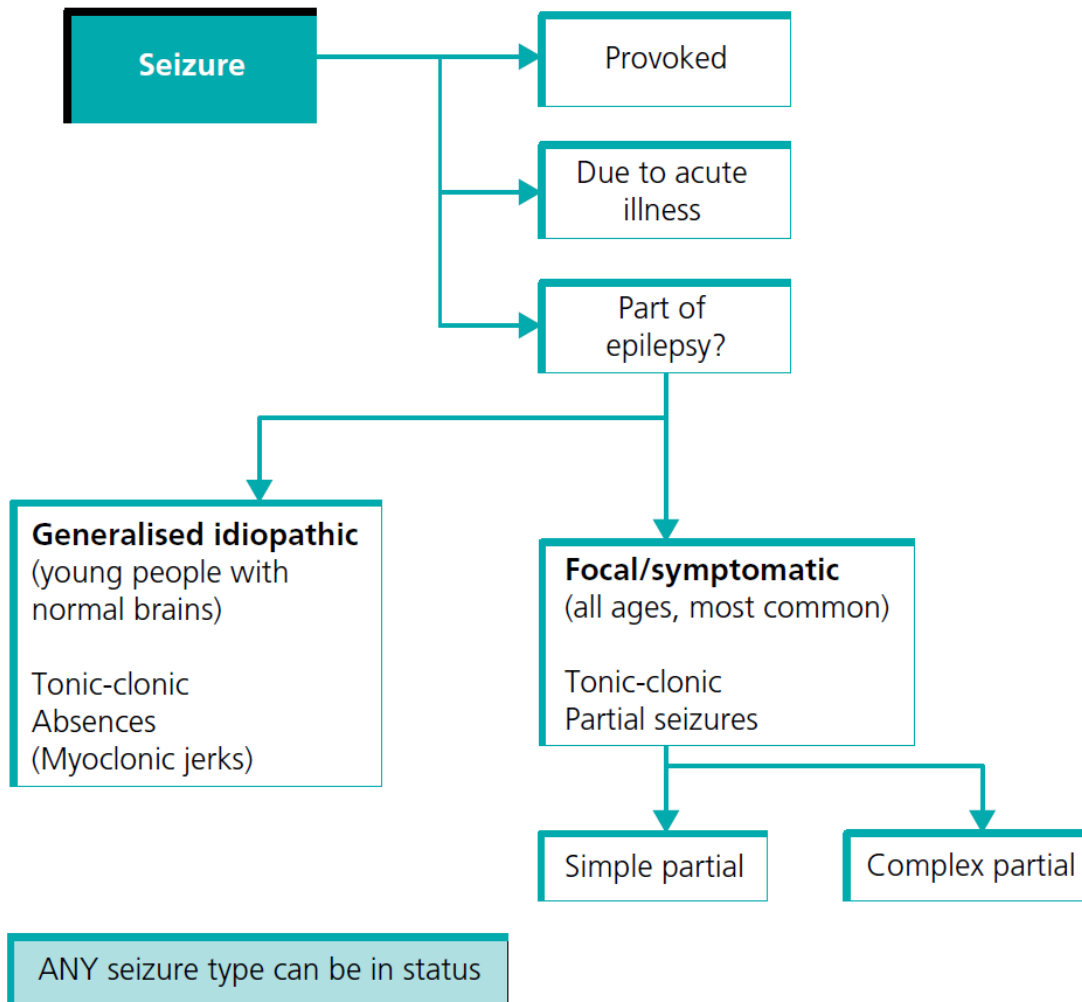 Seizure
Provoked
Due to acute
illness
Part of
epilepsy?
Generalised idiopathic
(young people with
normal brains)
Tonic-clonic
Absences
(Myoclonic jerks)
Focal/symptomatic
(all ages, most common)
Tonic-clonic
Partial seizures
Simple partial
Complex partial
ANY seizure type can be in status